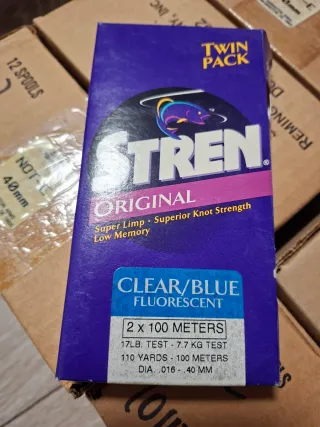 TWIN
PACK
STREN®
ORIGINAL
Super Limp · Superior Knot Strength
Low Memory
CLEAR/BLUE
FLUORESCENT
2 x 100 METERS
17LB. TEST - 7.7 KG TEST
110 YARDS - 100 METERS
DIA. .016 - .40 MM
12 SPOOLS
40mm